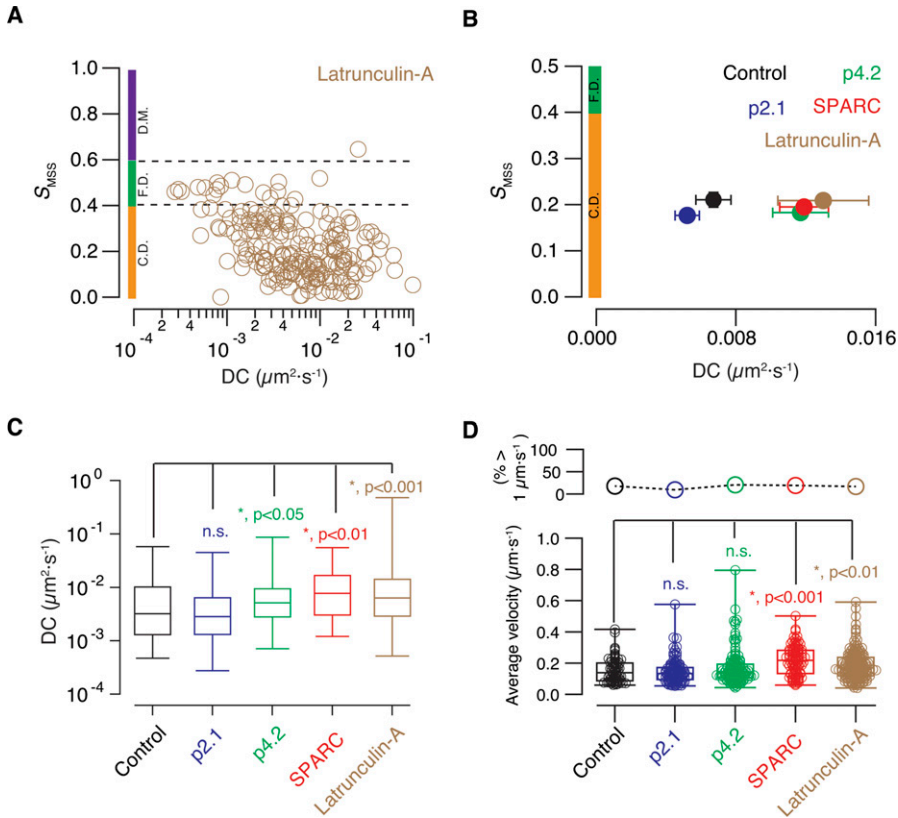 A
Latrunculin-A
S_MSS
1.0
0.8
0.6
0.4
0.2
0.0
D.M.
F.D.
C.D.
10^-4
2
4
10^-3
2
4
10^-2
2
4
10^-1
DC (µm²·s⁻¹)
B
Control
p4.2
p2.1
SPARC
Latrunculin-A
S_MSS
0.5
0.4
0.3
0.2
0.1
0.0
F.D.
C.D.
0.000
0.008
0.016
DC (µm²·s⁻¹)
C
DC (µm²·s⁻¹)
10^0
10^-1
10^-2
10^-3
10^-4
n.s.
*, p<0.05
*, p<0.01
*, p<0.001
Control
p2.1
p4.2
SPARC
Latrunculin-A
D
(% >
1 µm·s⁻¹)
100
50
0
Average velocity (µm·s⁻¹)
1.0
0.8
0.6
0.4
0.2
0.0
n.s.
n.s.
*, p<0.001
*, p<0.01
Control
p2.1
p4.2
SPARC
Latrunculin-A